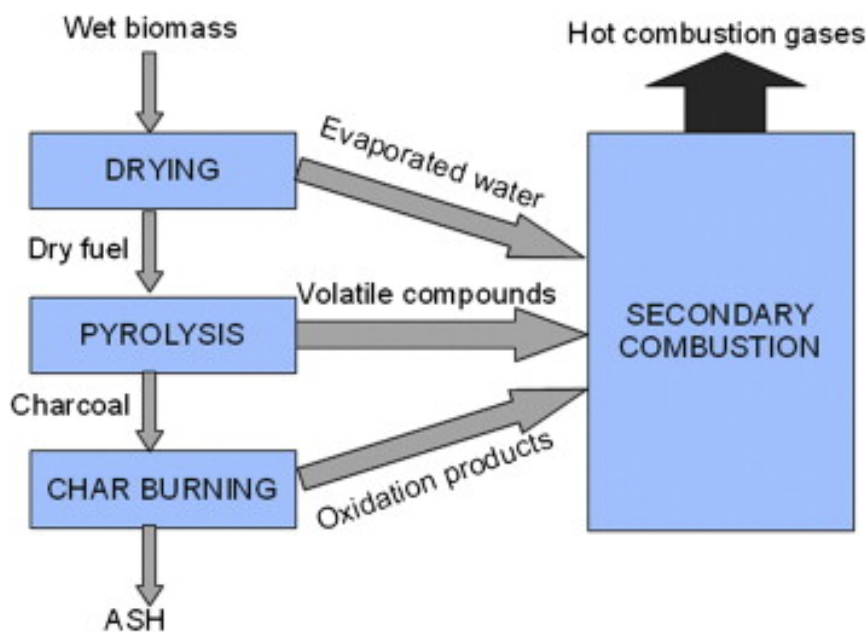 Wet biomass
Hot combustion gases
DRYING
Evaporated water
Dry fuel
Volatile compounds
PYROLYSIS
SECONDARY
COMBUSTION
Charcoal
CHAR BURNING
Oxidation products
ASH